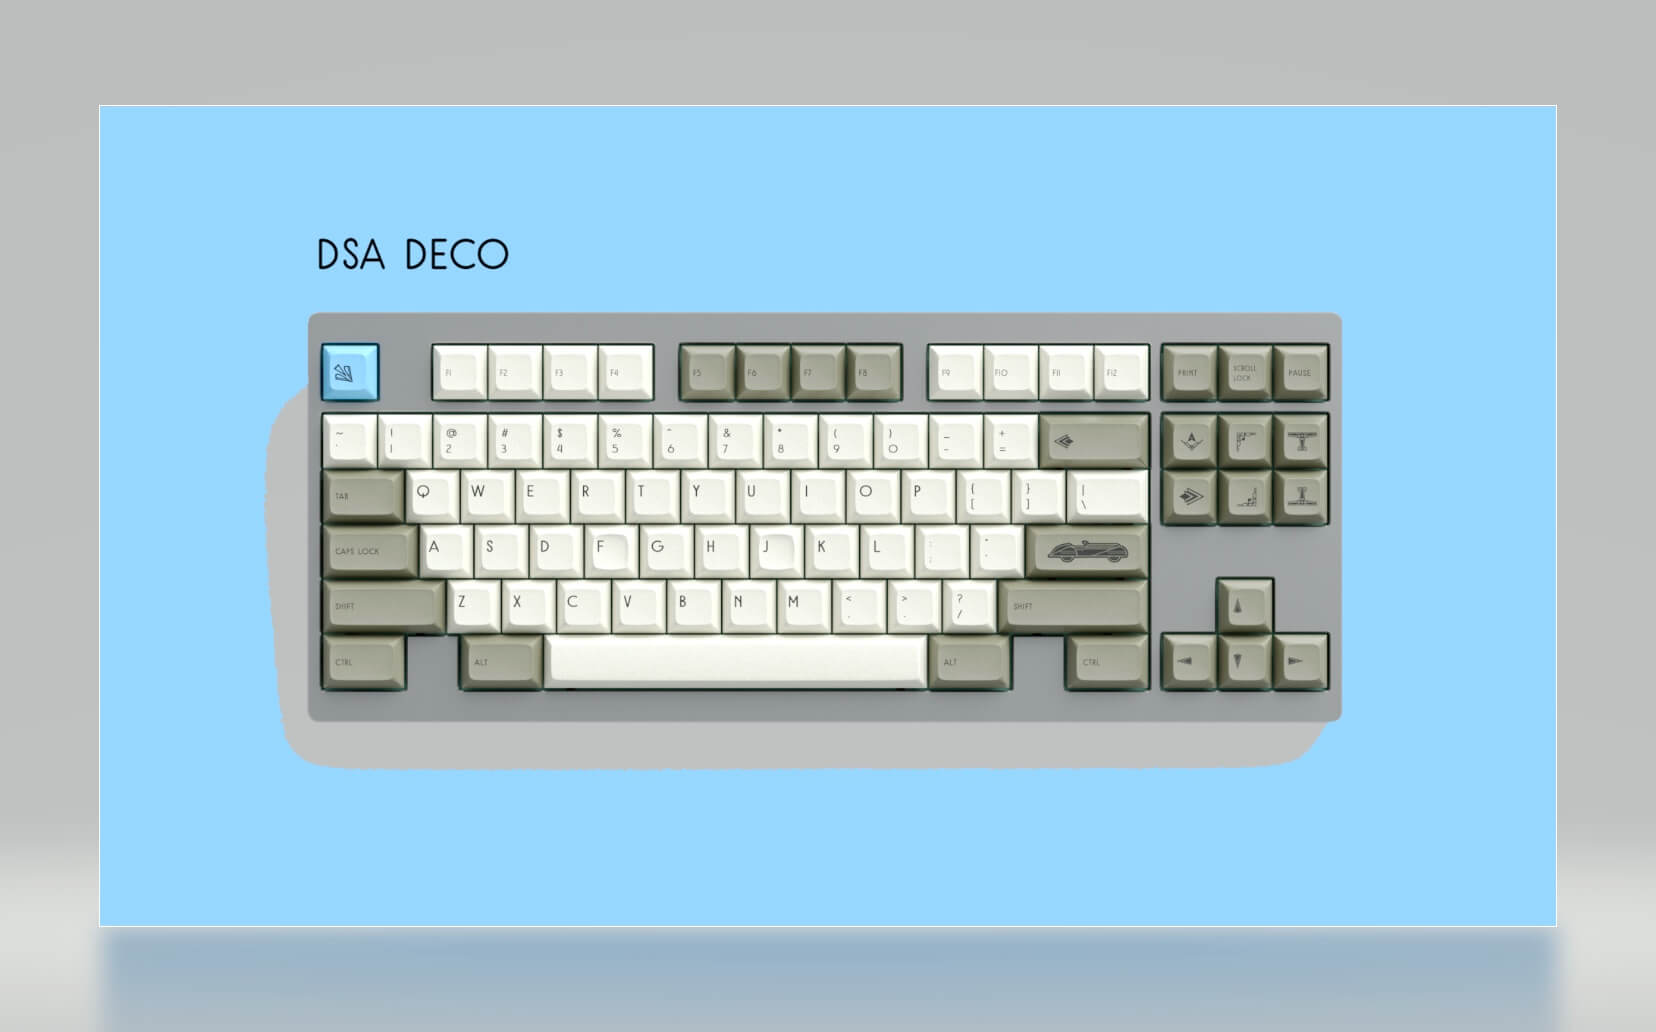 DSA DECO
F1 F2 F3 F4 F5 F6 F7 F8 F9 F10 F11 F12 PRINT SCROLL LOCK PAUSE
~ ! @ # $ % ^ & * ( ) _ +
` 1 2 3 4 5 6 7 8 9 0 - =
TAB Q W E R T Y U I O P { [ } ] | \
CAPS LOCK A S D F G H J K L : ; " '
SHIFT Z X C V B N M < , > . ? / SHIFT
CTRL ALT ALT CTRL